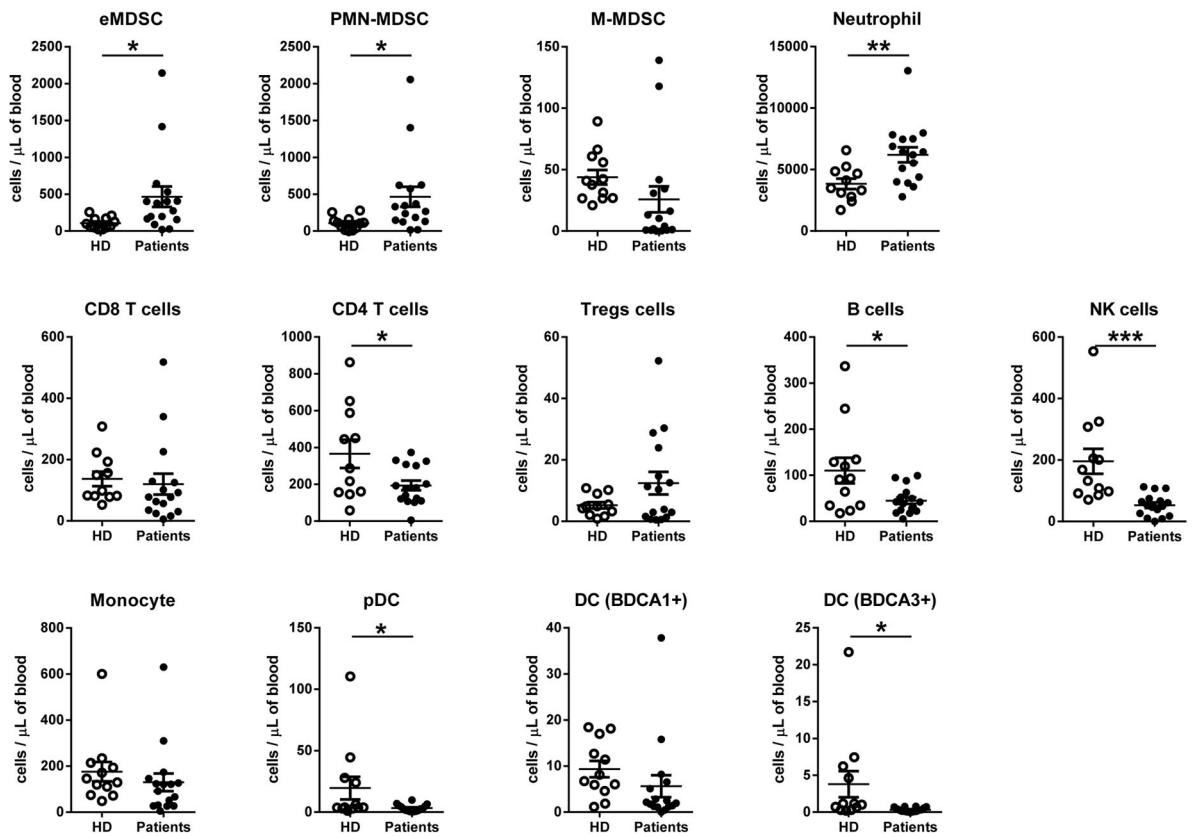 eMDSC
PMN-MDSC
M-MDSC
Neutrophil
cells / μL of blood
2500
2000
1500
1000
500
0
*
HD
Patients
cells / μL of blood
2500
2000
1500
1000
500
0
*
HD
Patients
cells / μL of blood
150
100
50
0
HD
Patients
cells / μL of blood
15000
10000
5000
0
**
HD
Patients
CD8 T cells
CD4 T cells
Tregs cells
B cells
NK cells
cells / μL of blood
600
400
200
0
HD
Patients
cells / μL of blood
1000
800
600
400
200
0
*
HD
Patients
cells / μL of blood
60
40
20
0
HD
Patients
cells / μL of blood
400
300
200
100
0
*
HD
Patients
cells / μL of blood
600
400
200
0
***
HD
Patients
Monocyte
pDC
DC (BDCA1+)
DC (BDCA3+)
cells / μL of blood
800
600
400
200
0
HD
Patients
cells / μL of blood
150
100
50
0
*
HD
Patients
cells / μL of blood
40
30
20
10
0
HD
Patients
cells / μL of blood
25
20
15
10
5
0
*
HD
Patients